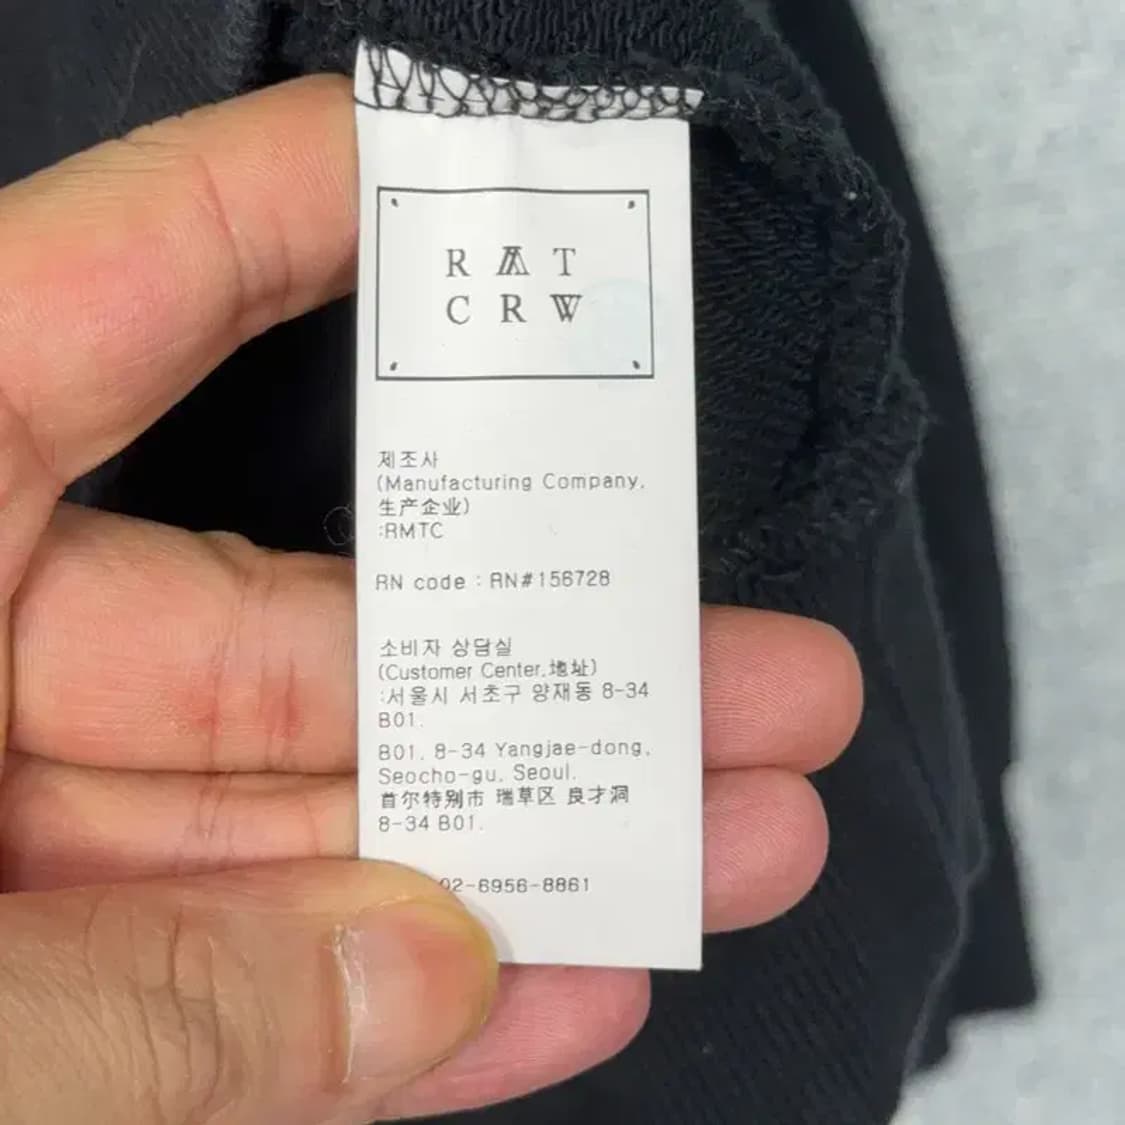 R A T
C R W
제조사
(Manufacturing Company,
生产企业)
:RMTC
RN code : RN#156728
소비자 상담실
(Customer Center,地址)
:서울시 서초구 양재동 8-34
B01.
B01, 8-34 Yangjae-dong,
Seocho-gu, Seoul.
首尔特别市 瑞草区 良才洞
8-34 B01.
02-6956-8861